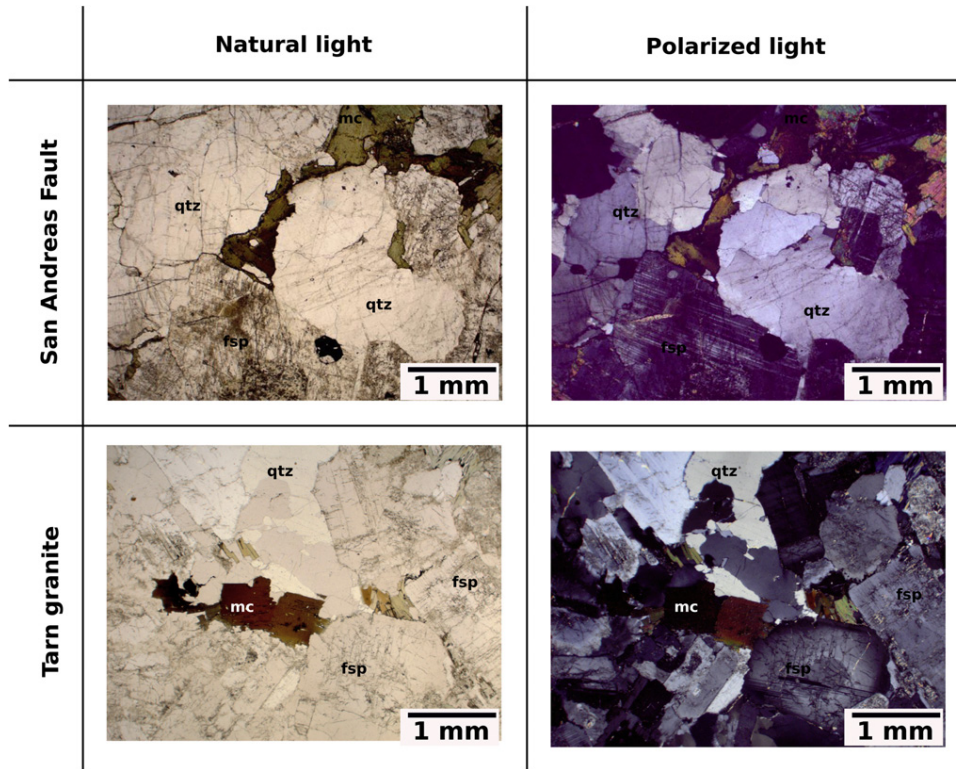 Natural light
Polarized light
San Andreas Fault
mc
qtz
qtz
fsp
1 mm
mc
qtz
qtz
fsp
1 mm
Tarn granite
qtz
mc
fsp
fsp
1 mm
qtz
mc
fsp
fsp
1 mm